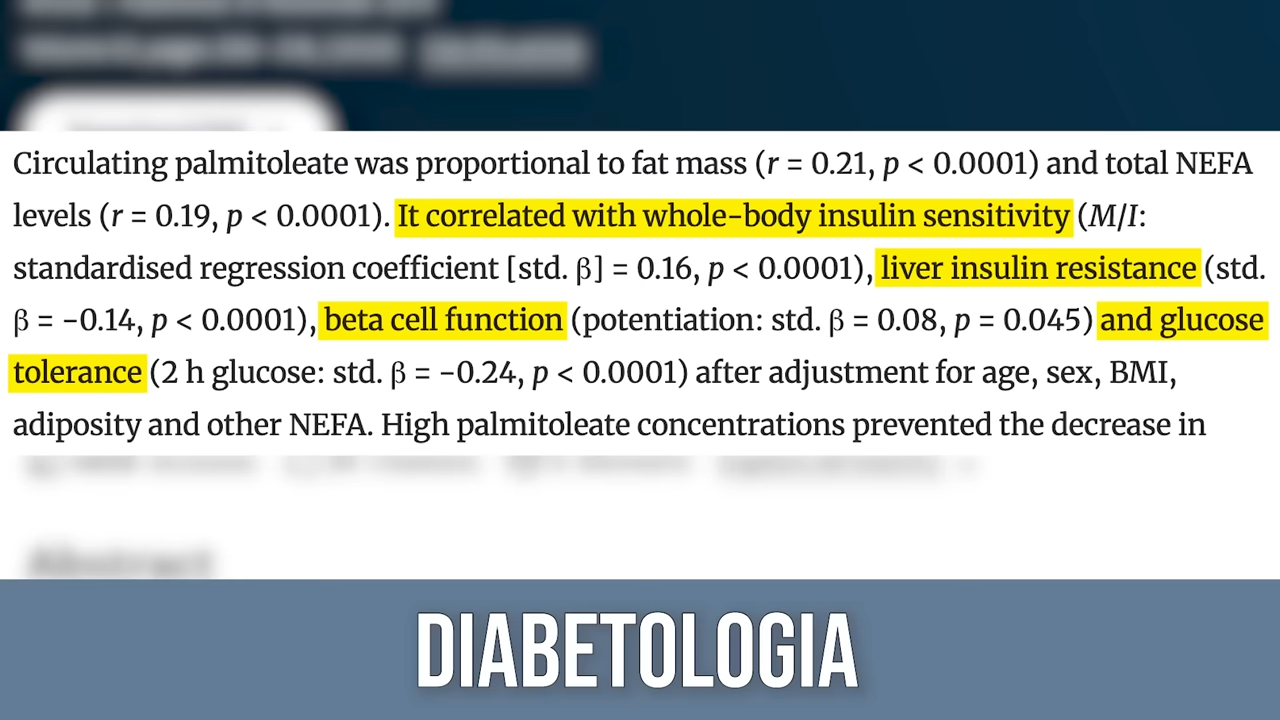 Circulating palmitoleate was proportional to fat mass (r = 0.21, p < 0.0001) and total NEFA
levels (r = 0.19, p < 0.0001). It correlated with whole-body insulin sensitivity (M/I:
standardised regression coefficient [std. β] = 0.16, p < 0.0001), liver insulin resistance (std.
β = −0.14, p < 0.0001), beta cell function (potentiation: std. β = 0.08, p = 0.045) and glucose
tolerance (2 h glucose: std. β = −0.24, p < 0.0001) after adjustment for age, sex, BMI,
adiposity and other NEFA. High palmitoleate concentrations prevented the decrease in
Abstract
DIABETOLOGIA